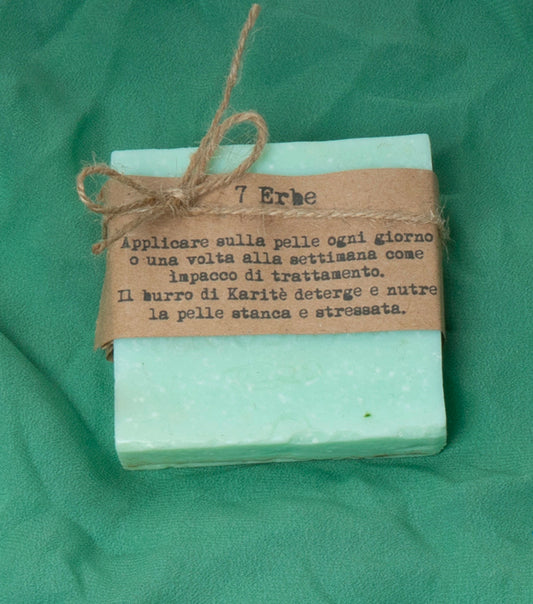 7 Erbe
Applicare sulla pelle ogni giorno
o una volta alla settimana come
impacco di trattamento.
Il burro di Karitè deterge e nutre
la pelle stanca e stressata.